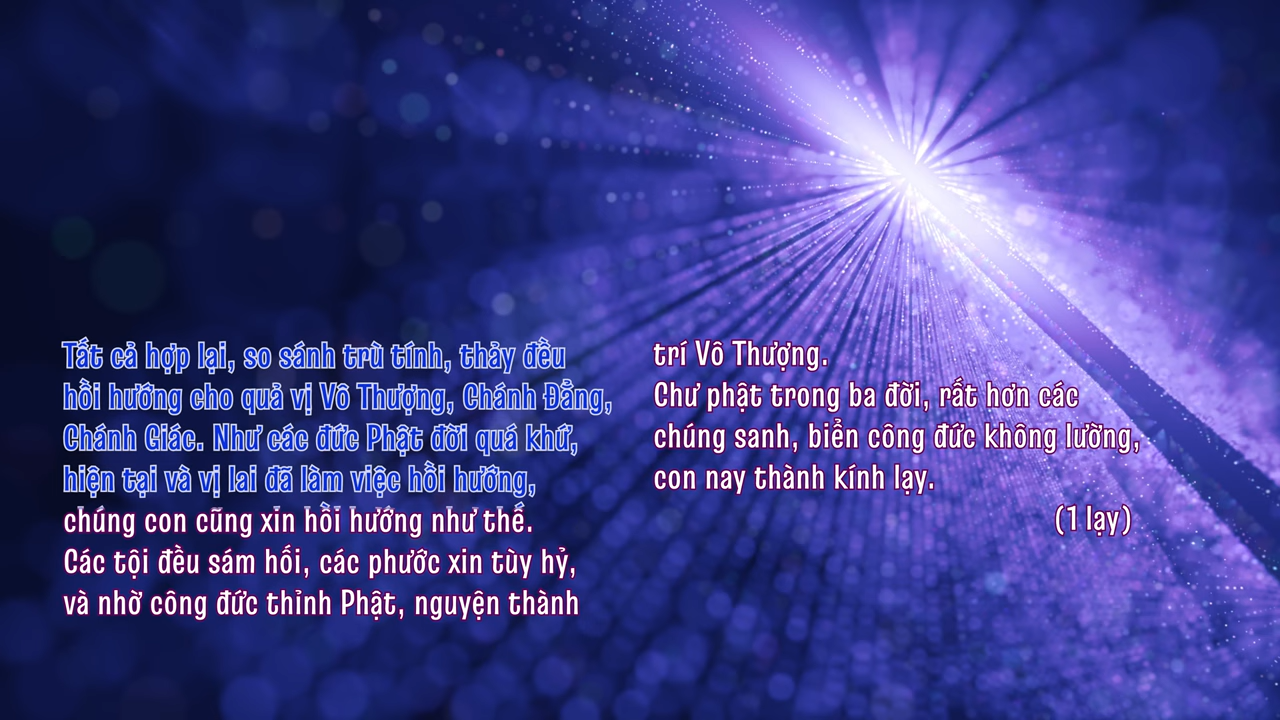 Tất cả hợp lại, so sánh trù tính, thảy đều
hồi hướng cho quả vị Vô Thượng, Chánh Đẳng,
Chánh Giác. Như các đức Phật đời quá khứ,
hiện tại và vị lai đã làm việc hồi hướng,
chúng con cũng xin hồi hướng như thế.
Các tội đều sám hối, các phước xin tùy hỷ,
và nhờ công đức thỉnh Phật, nguyện thành
trí Vô Thượng.
Chư phật trong ba đời, rất hơn các
chúng sanh, biển công đức không lường,
con nay thành kính lạy.
(1 lạy)